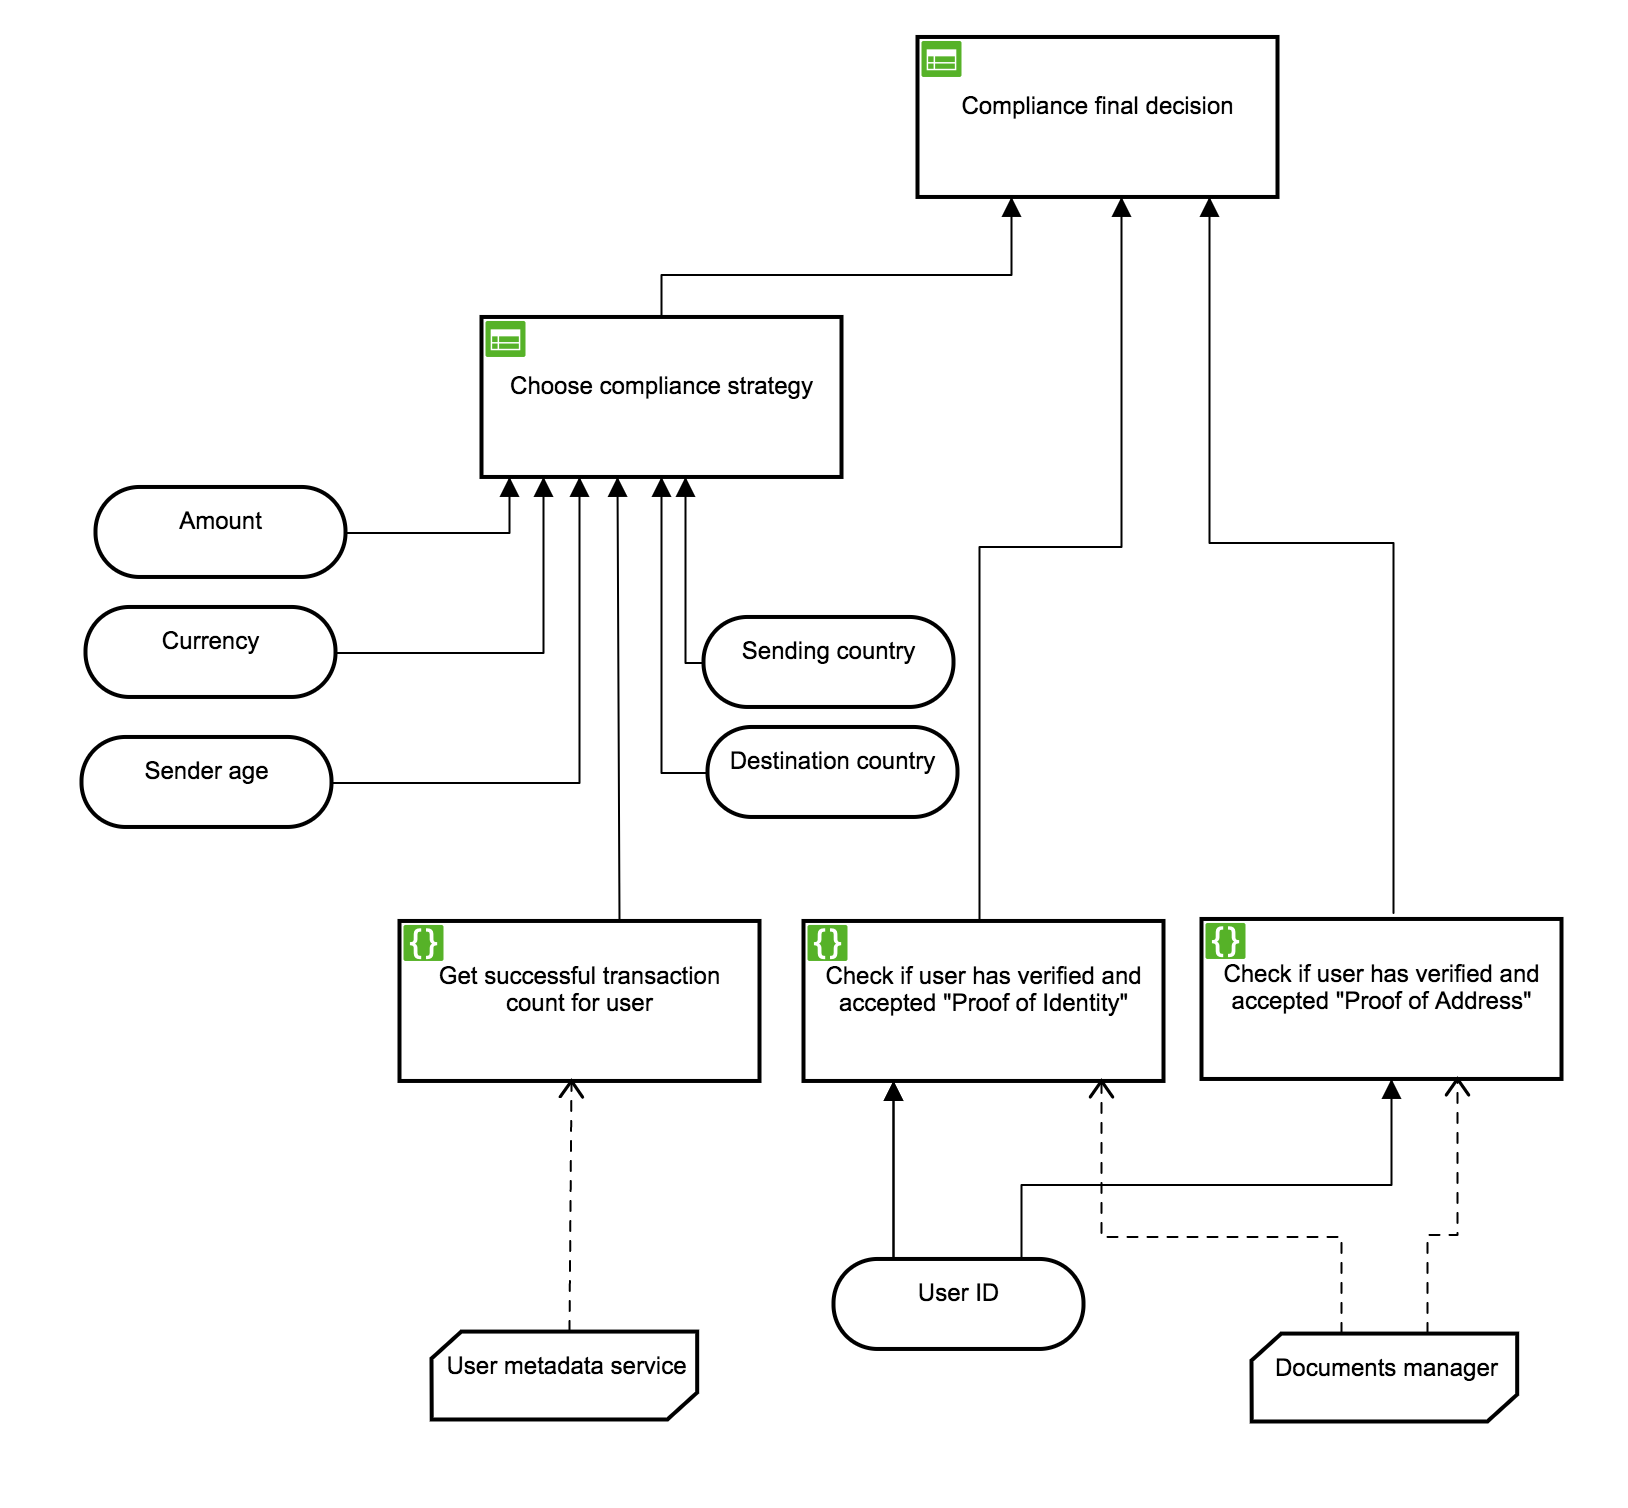 Compliance final decision
Choose compliance strategy
Amount
Currency
Sending country
Sender age
Destination country
Get successful transaction
count for user
Check if user has verified and
accepted "Proof of Identity"
Check if user has verified and
accepted "Proof of Address"
User ID
User metadata service
Documents manager